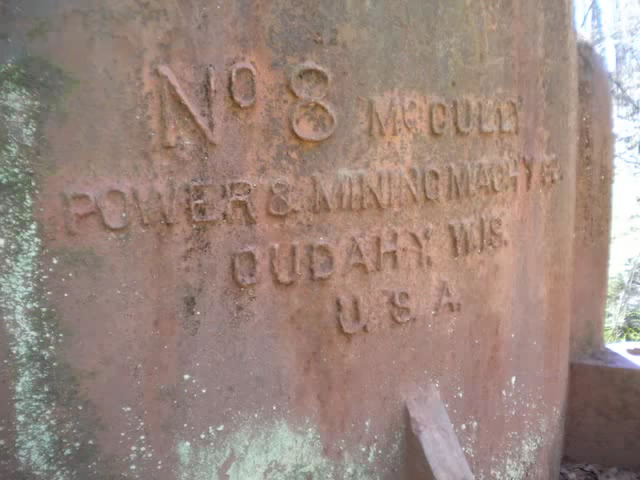 No 8 McCULLY
POWER & MINING MACHY Co.
CUDAHY. WIS.
U. S. A.